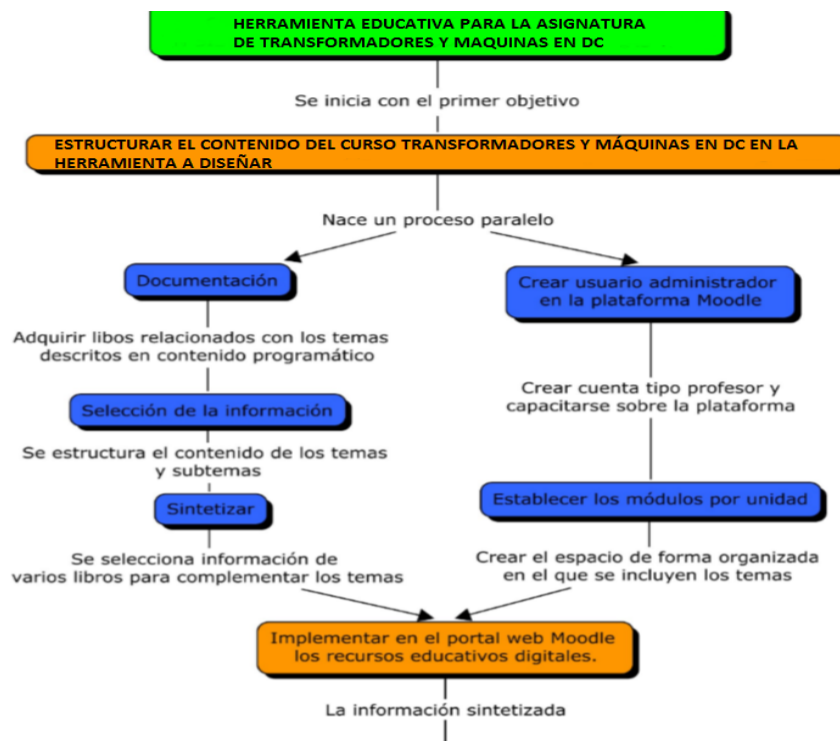 HERRAMIENTA EDUCATIVA PARA LA ASIGNATURA
DE TRANSFORMADORES Y MAQUINAS EN DC
Se inicia con el primer objetivo
ESTRUCTURAR EL CONTENIDO DEL CURSO TRANSFORMADORES Y MÁQUINAS EN DC EN LA
HERRAMIENTA A DISEÑAR
Nace un proceso paralelo
Documentación
Adquirir libos relacionados con los temas
descritos en contenido programático
Selección de la información
Se estructura el contenido de los temas
y subtemas
Sintetizar
Se selecciona información de
varios libros para complementar los temas
Crear usuario administrador
en la plataforma Moodle
Crear cuenta tipo profesor y
capacitarse sobre la plataforma
Establecer los módulos por unidad
Crear el espacio de forma organizada
en el que se incluyen los temas
Implementar en el portal web Moodle
los recursos educativos digitales.
La información sintetizada